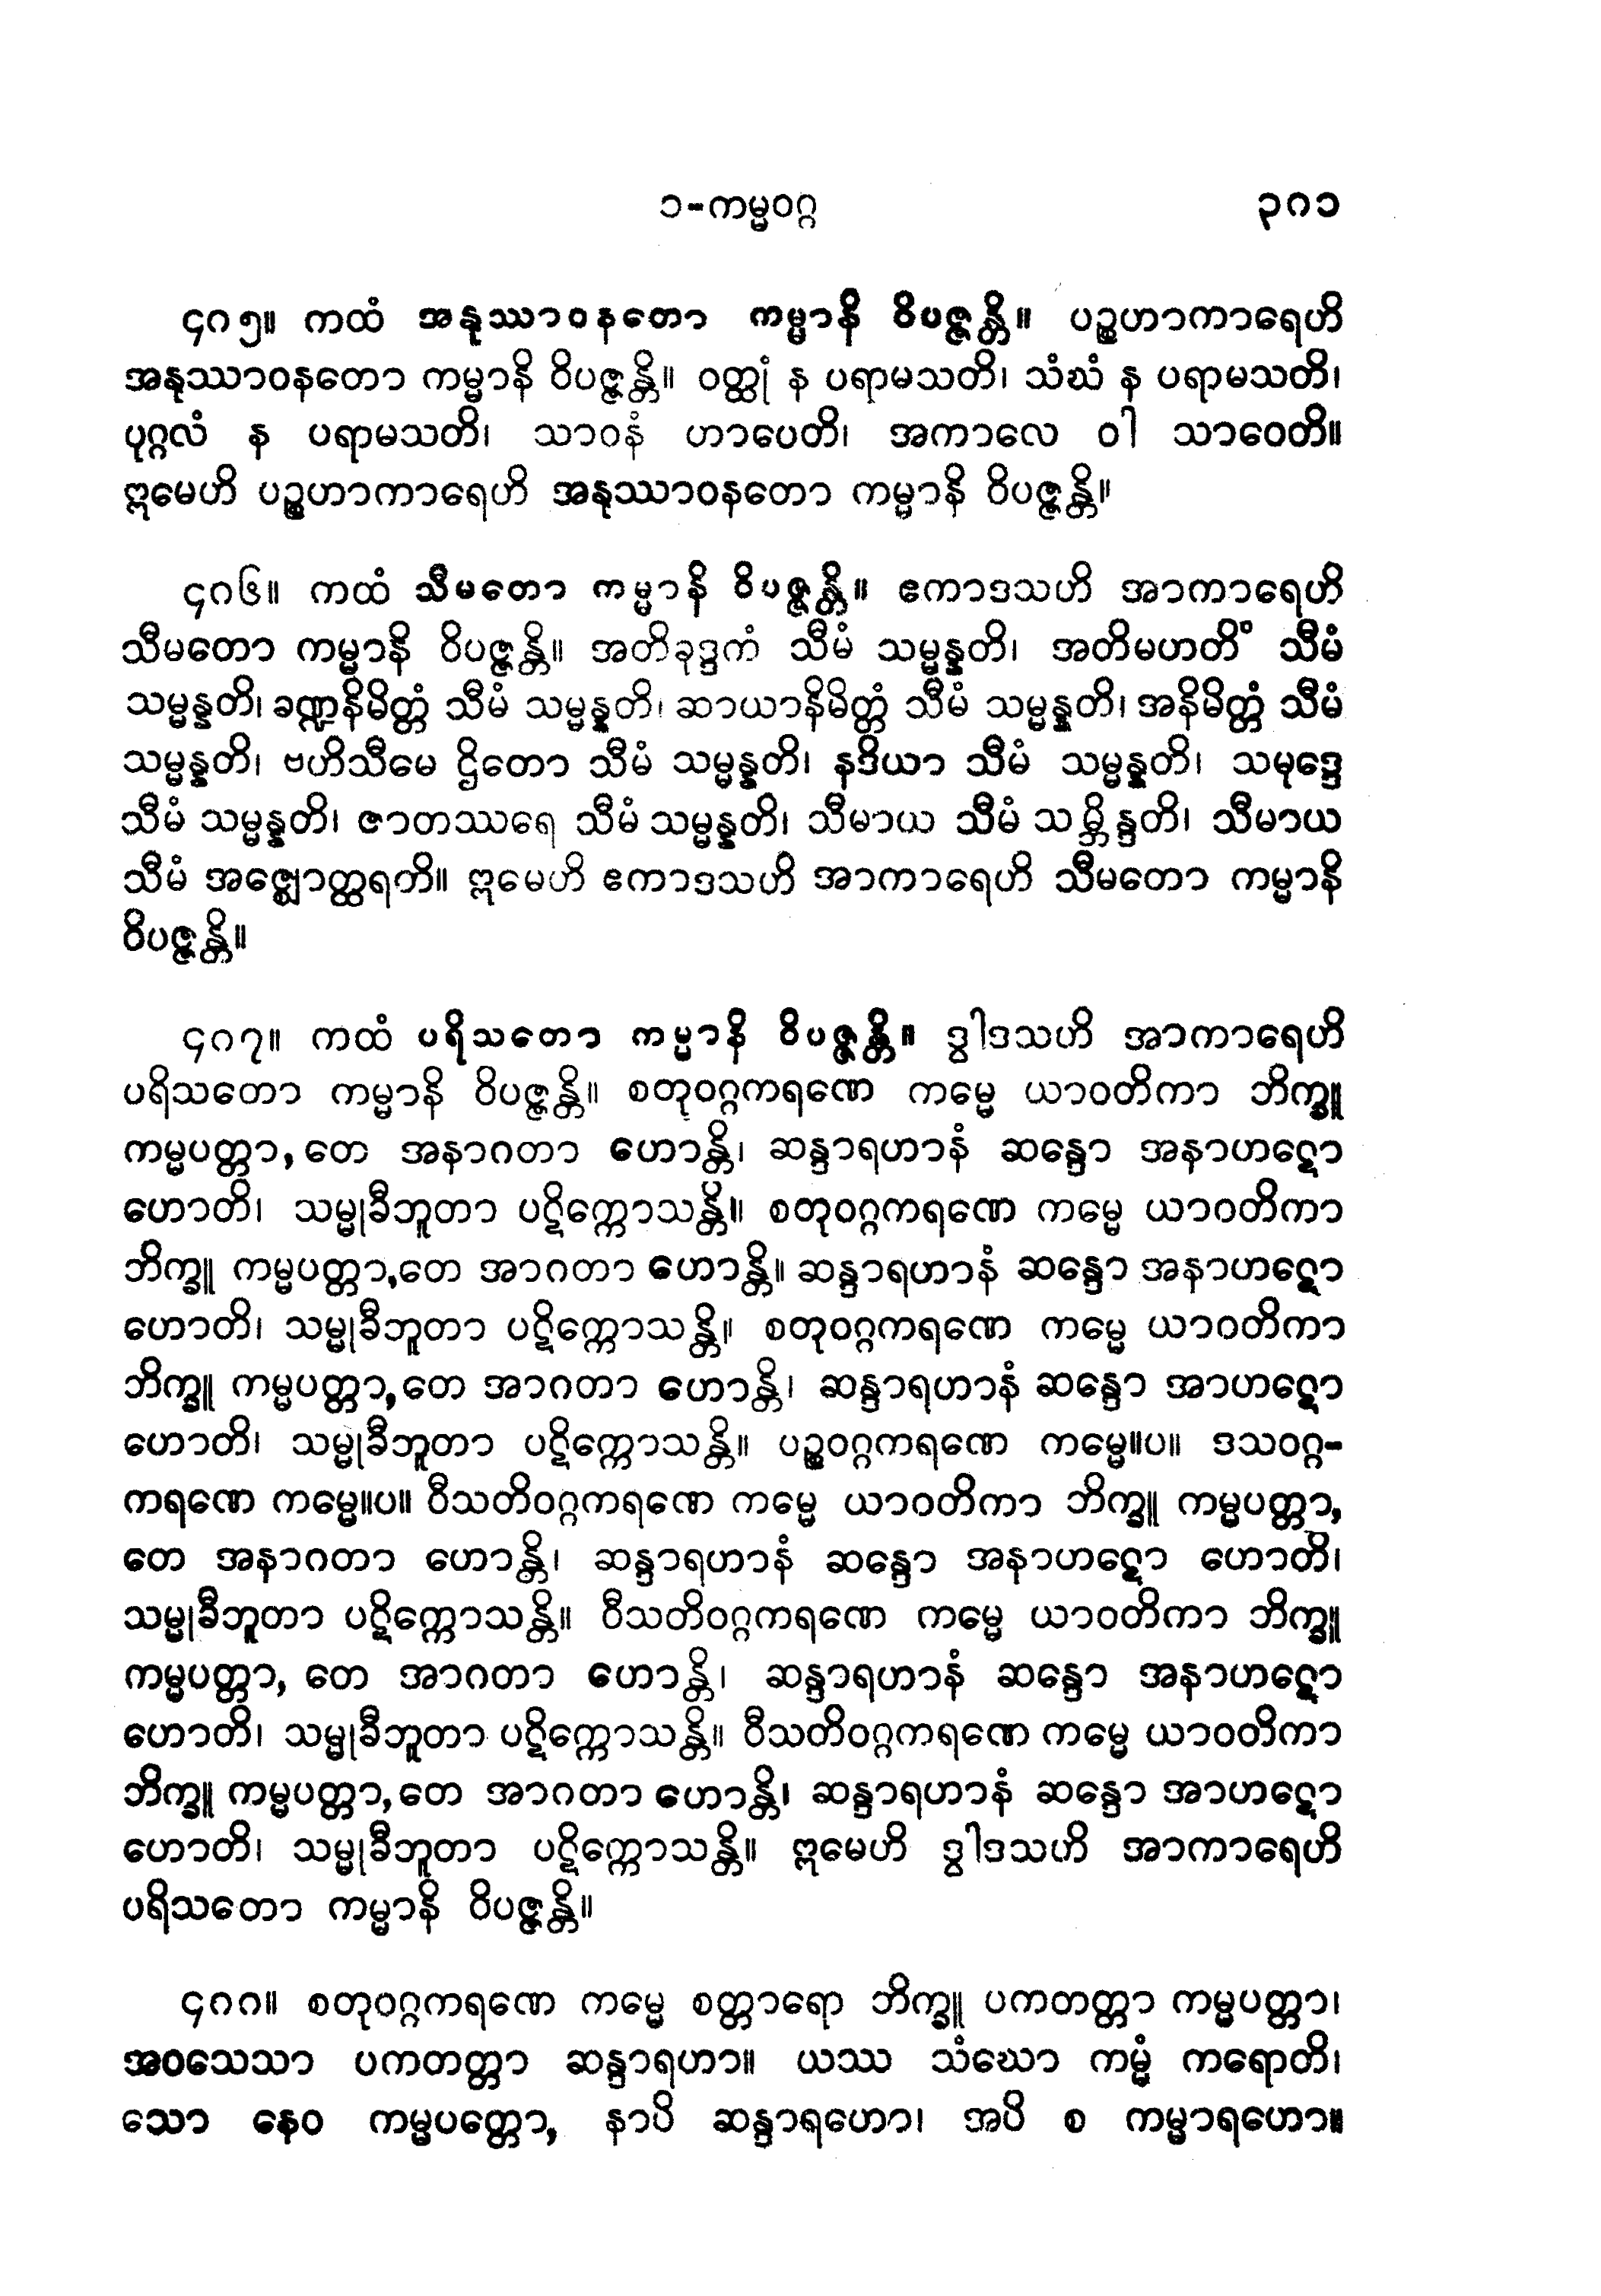 ၁-ကမ္မဝဂ္ဂ ၃၈၁
၄၈၅။ ကထံ အနုဿာဝနတော ကမ္မာနိ ဝိပဇ္ဇန္တိ။ ပဉ္စဟာကာရေဟိ
အနုဿာဝနတော ကမ္မာနိ ဝိပဇ္ဇန္တိ။ ဝတ္ထုံ န ပရာမသတိ၊ သံဃံ န ပရာမသတိ၊
ပုဂ္ဂလံ န ပရာမသတိ၊ သာဝနံ ဟာပေတိ၊ အကာလေ ဝါ သာဝေတိ။
ဣမေဟိ ပဉ္စဟာကာရေဟိ အနုဿာဝနတော ကမ္မာနိ ဝိပဇ္ဇန္တိ။
၄၈၆။ ကထံ သီမတော ကမ္မာနိ ဝိပဇ္ဇန္တိ။ ဧကာဒသဟိ အာကာရေဟိ
သီမတော ကမ္မာနိ ဝိပဇ္ဇန္တိ။ အတိခုဒ္ဒကံ သီမံ သမ္မန္နတိ၊ အတိမဟတိံ သီမံ
သမ္မန္နတိ၊ ခဏ္ဍနိမိတ္တံ သီမံ သမ္မန္နတိ၊ ဆာယာနိမိတ္တံ သီမံ သမ္မန္နတိ၊ အနိမိတ္တံ သီမံ
သမ္မန္နတိ၊ ဗဟိသီမေ ဌိတော သီမံ သမ္မန္နတိ၊ နဒိယာ သီမံ သမ္မန္နတိ၊ သမုဒ္ဒေ
သီမံ သမ္မန္နတိ၊ ဇာတဿရေ သီမံ သမ္မန္နတိ၊ သီမာယ သီမံ သမ္ဘိန္ဒတိ၊ သီမာယ
သီမံ အဇ္ဈောတ္ထရတိ။ ဣမေဟိ ဧကာဒသဟိ အာကာရေဟိ သီမတော ကမ္မာနိ
ဝိပဇ္ဇန္တိ။
၄၈၇။ ကထံ ပရိသတော ကမ္မာနိ ဝိပဇ္ဇန္တိ။ ဒွါဒသဟိ အာကာရေဟိ
ပရိသတော ကမ္မာနိ ဝိပဇ္ဇန္တိ။ စတုဝဂ္ဂကရဏေ ကမ္မေ ယာဝတိကာ ဘိက္ခူ
ကမ္မပတ္တာ, တေ အနာဂတာ ဟောန္တိ၊ ဆန္ဒာရဟာနံ ဆန္ဒော အနာဟဋော
ဟောတိ၊ သမ္မုခီဘူတာ ပဋိက္ကောသန္တိ။ စတုဝဂ္ဂကရဏေ ကမ္မေ ယာဝတိကာ
ဘိက္ခူ ကမ္မပတ္တာ, တေ အာဂတာ ဟောန္တိ။ ဆန္ဒာရဟာနံ ဆန္ဒော အနာဟဋော
ဟောတိ၊ သမ္မုခီဘူတာ ပဋိက္ကောသန္တိ။ စတုဝဂ္ဂကရဏေ ကမ္မေ ယာဝတိကာ
ဘိက္ခူ ကမ္မပတ္တာ, တေ အာဂတာ ဟောန္တိ၊ ဆန္ဒာရဟာနံ ဆန္ဒော အာဟဋော
ဟောတိ၊ သမ္မုခီဘူတာ ပဋိက္ကောသန္တိ။ ပဉ္စဝဂ္ဂကရဏေ ကမ္မေ။ပ။ ဒသဝဂ္ဂ-
ကရဏေ ကမ္မေ။ပ။ ဝီသတိဝဂ္ဂကရဏေ ကမ္မေ ယာဝတိကာ ဘိက္ခူ ကမ္မပတ္တာ,
တေ အနာဂတာ ဟောန္တိ၊ ဆန္ဒာရဟာနံ ဆန္ဒော အနာဟဋော ဟောတိ၊
သမ္မုခီဘူတာ ပဋိက္ကောသန္တိ။ ဝီသတိဝဂ္ဂကရဏေ ကမ္မေ ယာဝတိကာ ဘိက္ခူ
ကမ္မပတ္တာ, တေ အာဂတာ ဟောန္တိ၊ ဆန္ဒာရဟာနံ ဆန္ဒော အနာဟဋော
ဟောတိ၊ သမ္မုခီဘူတာ ပဋိက္ကောသန္တိ။ ဝီသတိဝဂ္ဂကရဏေ ကမ္မေ ယာဝတိကာ
ဘိက္ခူ ကမ္မပတ္တာ, တေ အာဂတာ ဟောန္တိ၊ ဆန္ဒာရဟာနံ ဆန္ဒော အာဟဋော
ဟောတိ၊ သမ္မုခီဘူတာ ပဋိက္ကောသန္တိ။ ဣမေဟိ ဒွါဒသဟိ အာကာရေဟိ
ပရိသတော ကမ္မာနိ ဝိပဇ္ဇန္တိ။
၄၈၈။ စတုဝဂ္ဂကရဏေ ကမ္မေ စတ္တာရော ဘိက္ခူ ပကတတ္တာ ကမ္မပတ္တာ၊
အဝသေသာ ပကတတ္တာ ဆန္ဒာရဟာ။ ယဿ သံဃော ကမ္မံ ကရောတိ၊
သော နေဝ ကမ္မပတ္တော, နာပိ ဆန္ဒာရဟော၊ အပိ စ ကမ္မာရဟော။